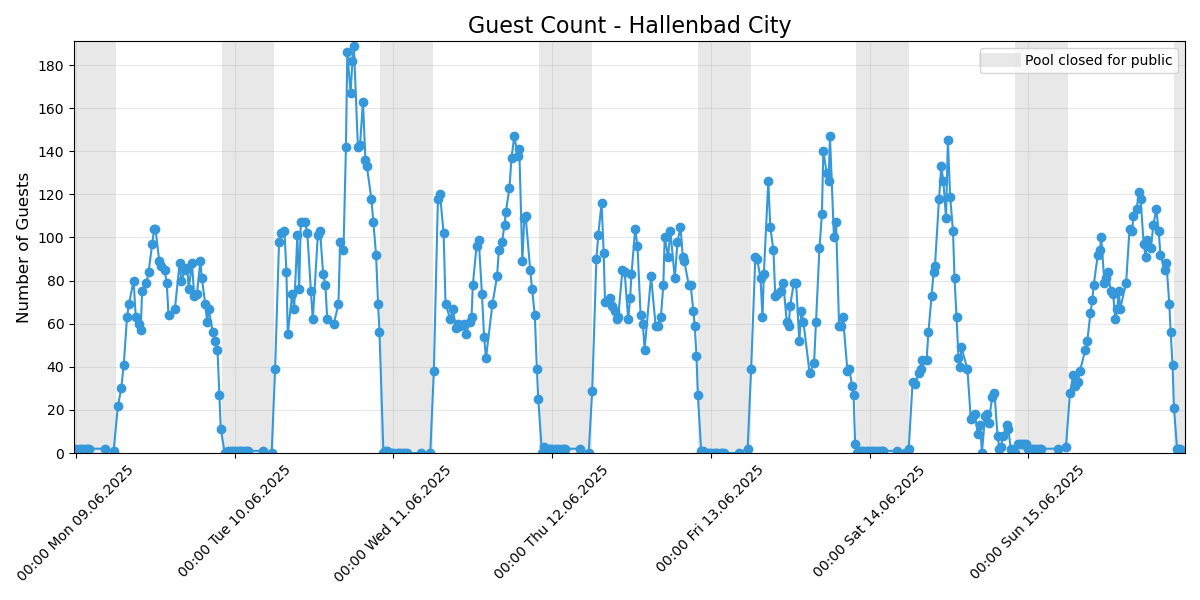 Guest Count - Hallenbad City
Pool closed for public
Number of Guests
180
160
140
120
100
80
60
40
20
0
00:00 Mon 09.06.2025
00:00 Tue 10.06.2025
00:00 Wed 11.06.2025
00:00 Thu 12.06.2025
00:00 Fri 13.06.2025
00:00 Sat 14.06.2025
00:00 Sun 15.06.2025